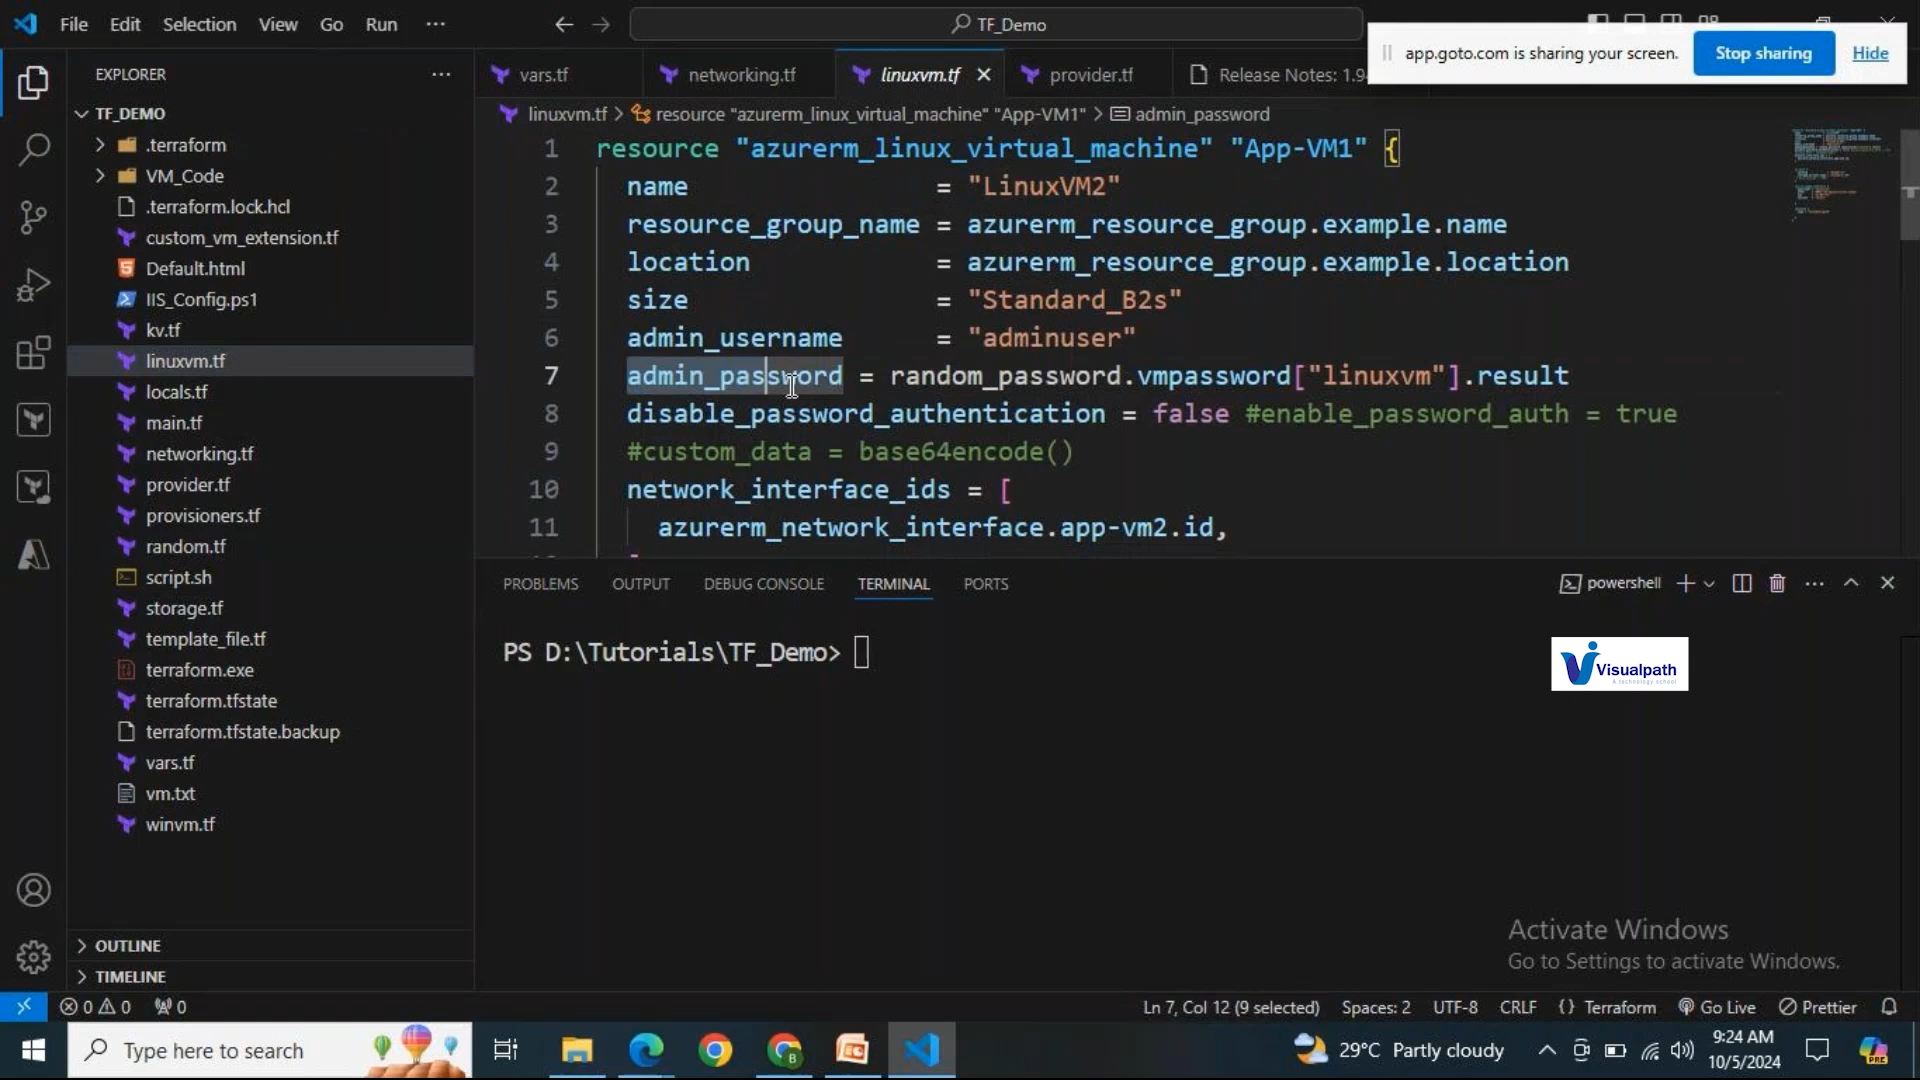 File Edit Selection View Go Run ...
TF_Demo
app.goto.com is sharing your screen. Stop sharing Hide
EXPLORER
TF_DEMO
.terraform
VM_Code
.terraform.lock.hcl
custom_vm_extension.tf
Default.html
IIS_Config.ps1
kv.tf
linuxvm.tf
locals.tf
main.tf
networking.tf
provider.tf
provisioners.tf
random.tf
script.sh
storage.tf
template_file.tf
terraform.exe
terraform.tfstate
terraform.tfstate.backup
vars.tf
vm.txt
winvm.tf
OUTLINE
TIMELINE
vars.tf networking.tf linuxvm.tf provider.tf Release Notes: 1.9
linuxvm.tf > resource "azurerm_linux_virtual_machine" "App-VM1" > admin_password
1 resource "azurerm_linux_virtual_machine" "App-VM1" {
2 name = "LinuxVM2"
3 resource_group_name = azurerm_resource_group.example.name
4 location = azurerm_resource_group.example.location
5 size = "Standard_B2s"
6 admin_username = "adminuser"
7 admin_password = random_password.vmpassword["linuxvm"].result
8 disable_password_authentication = false #enable_password_auth = true
9 #custom_data = base64encode()
10 network_interface_ids = [
11 azurerm_network_interface.app-vm2.id,
PROBLEMS OUTPUT DEBUG CONSOLE TERMINAL PORTS
powershell
PS D:\Tutorials\TF_Demo>
Visualpath
A technology school
Activate Windows
Go to Settings to activate Windows.
0 0 0 Ln 7, Col 12 (9 selected) Spaces: 2 UTF-8 CRLF {} Terraform Go Live Prettier
Type here to search
29°C Partly cloudy
9:24 AM
10/5/2024